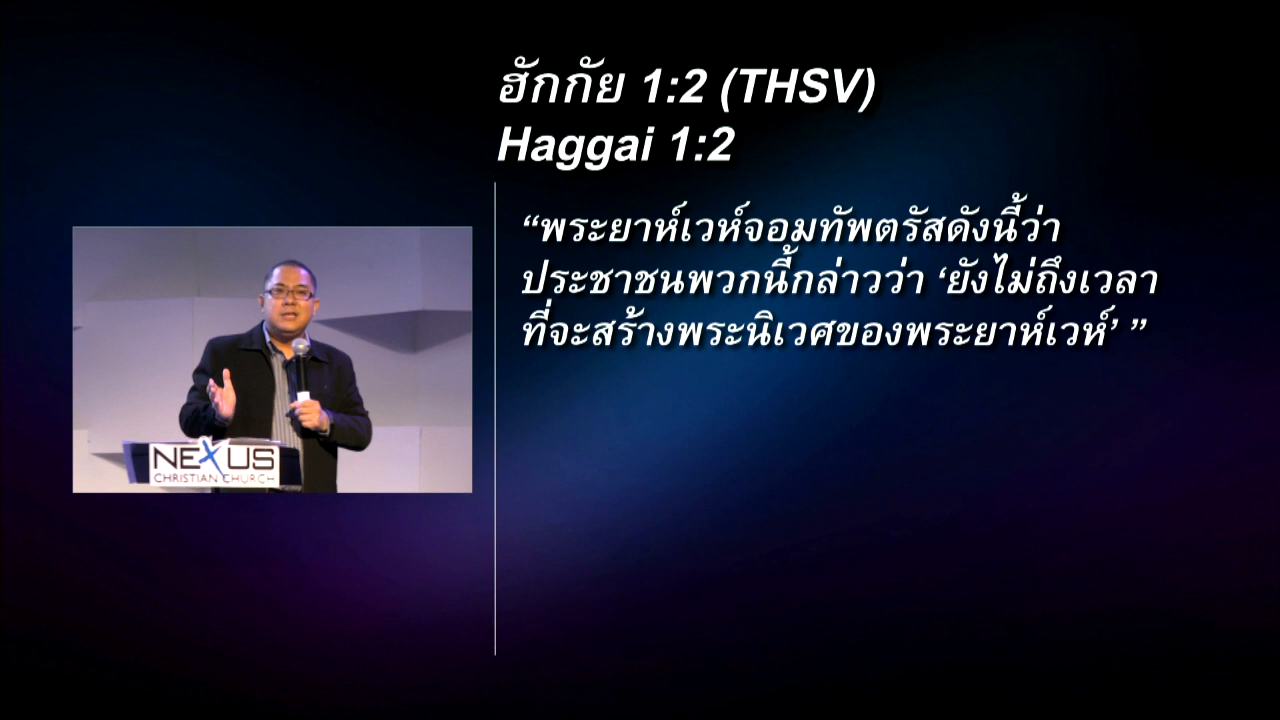 ฮักกัย 1:2 (THSV)
Haggai 1:2
“พระยาห์เวห์จอมทัพตรัสดังนี้ว่า
ประชาชนพวกนี้กล่าวว่า ‘ยังไม่ถึงเวลา
ที่จะสร้างพระนิเวศของพระยาห์เวห์’ ”
NEXUS
CHRISTIAN CHURCH